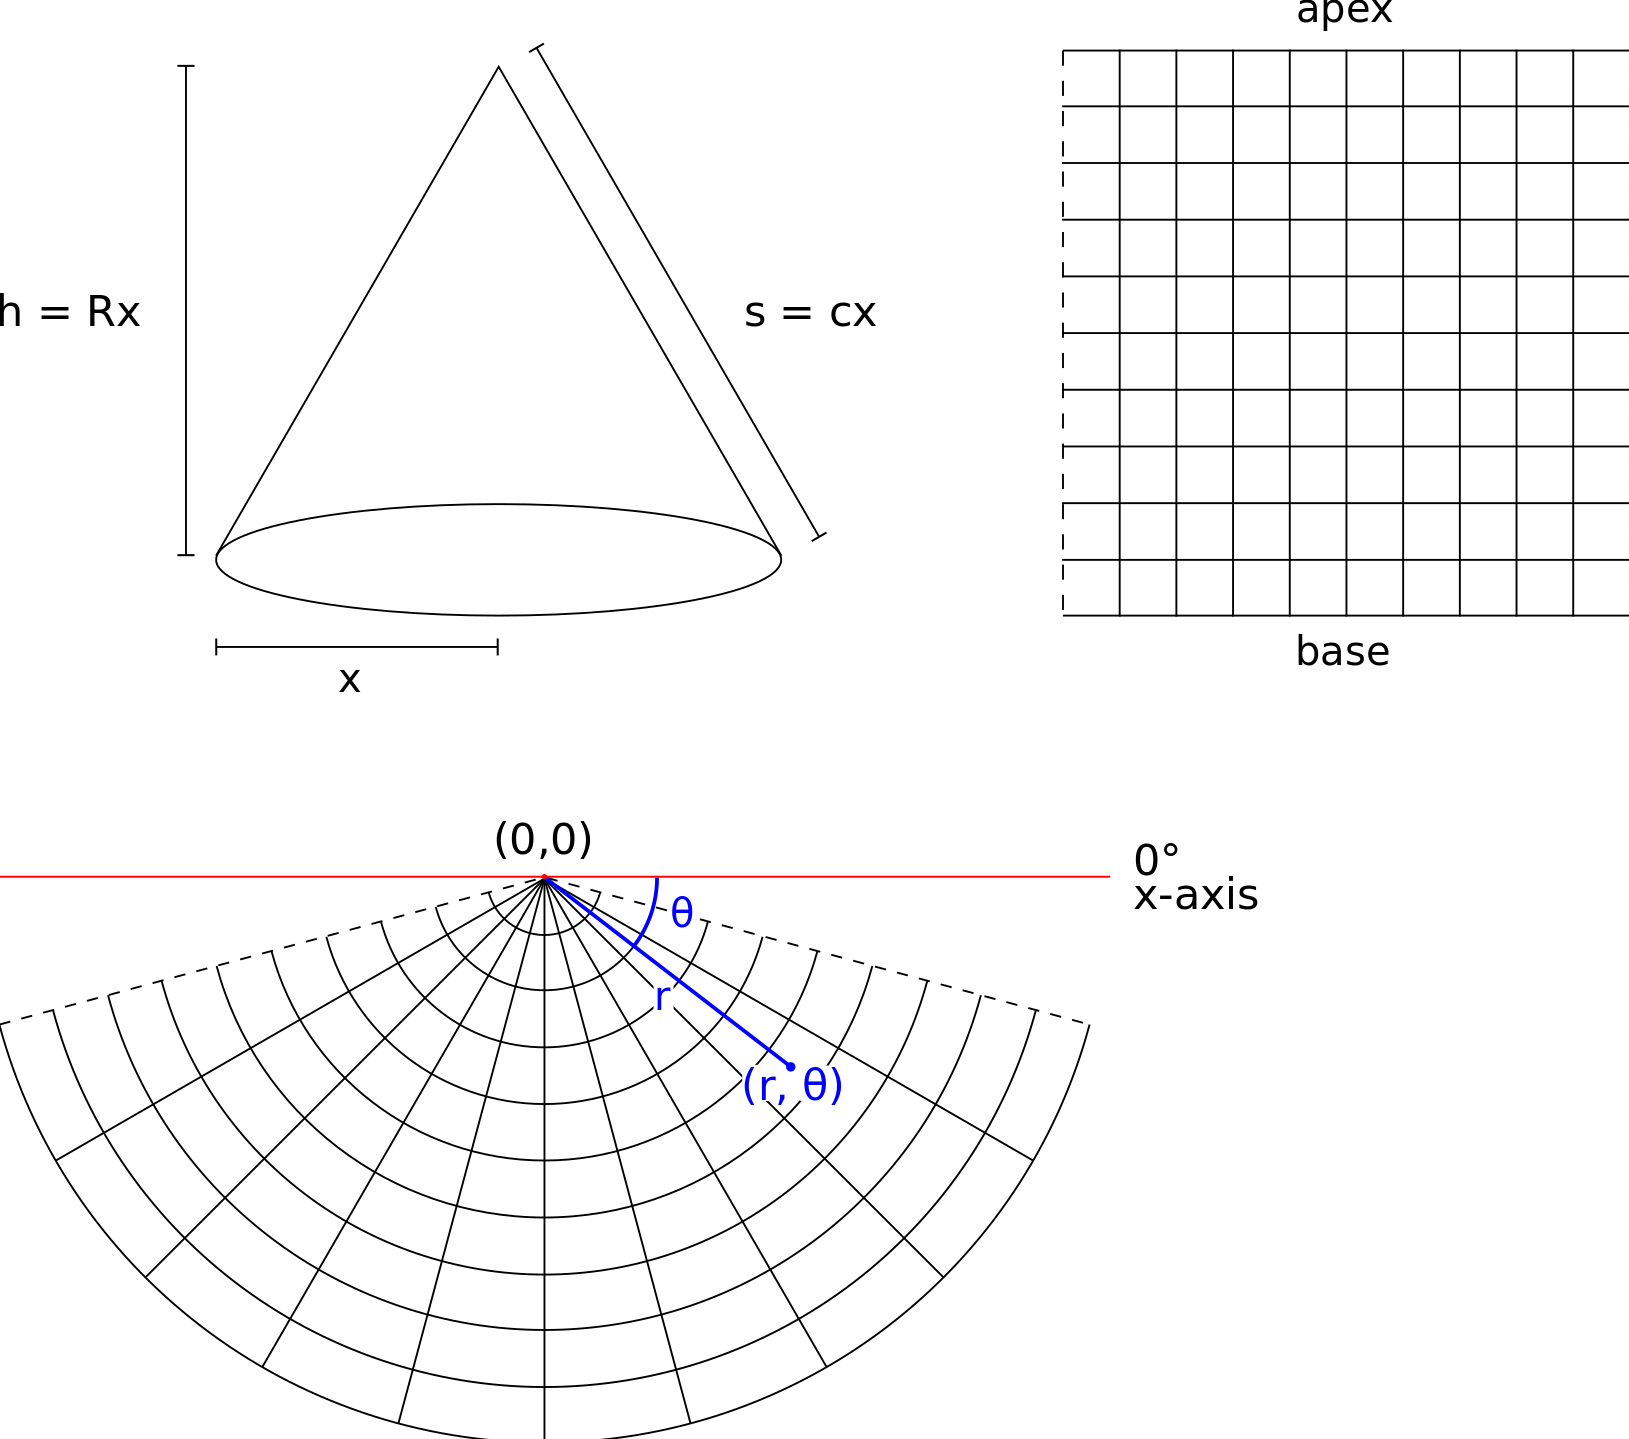 apex
h = Rx
s = cx
base
x
(0,0)
0°
x-axis
θ
r
(r, θ)